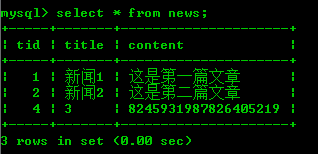 mysql> select * from news;
+-----+-------+---------------------+
| tid | title | content             |
+-----+-------+---------------------+
|   1 | 新闻1 | 这是第一篇文章
|   2 | 新闻2 | 这是第二篇文章
|   4 | 3     | 8245931987826405219 |
+-----+-------+---------------------+
3 rows in set (0.00 sec)